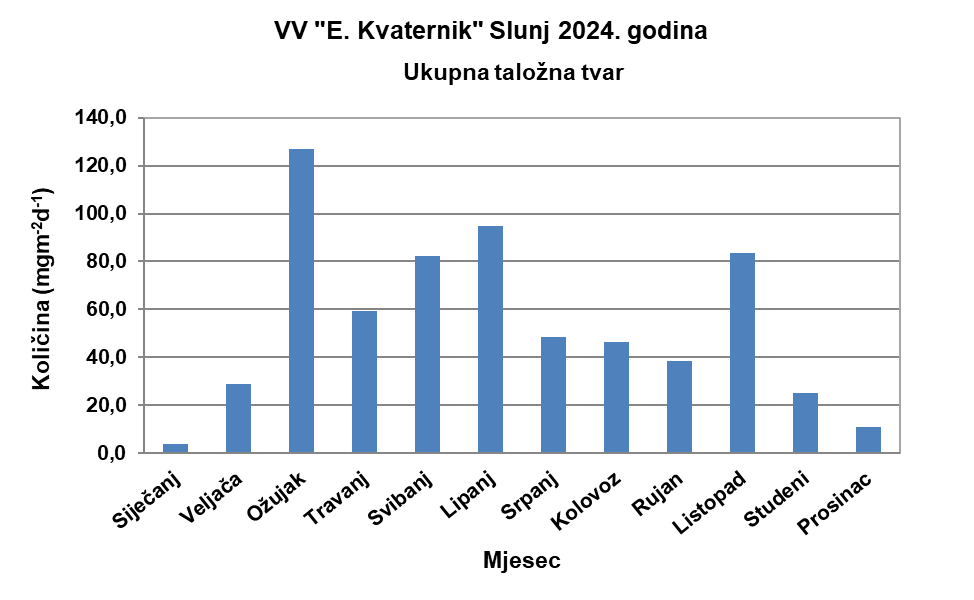 VV "E. Kvaternik" Slunj 2024. godina
Ukupna taložna tvar
Količina (mgm⁻²d⁻¹)
140,0
120,0
100,0
80,0
60,0
40,0
20,0
0,0
Siječanj
Veljača
Ožujak
Travanj
Svibanj
Lipanj
Srpanj
Kolovoz
Rujan
Listopad
Studeni
Prosinac
Mjesec